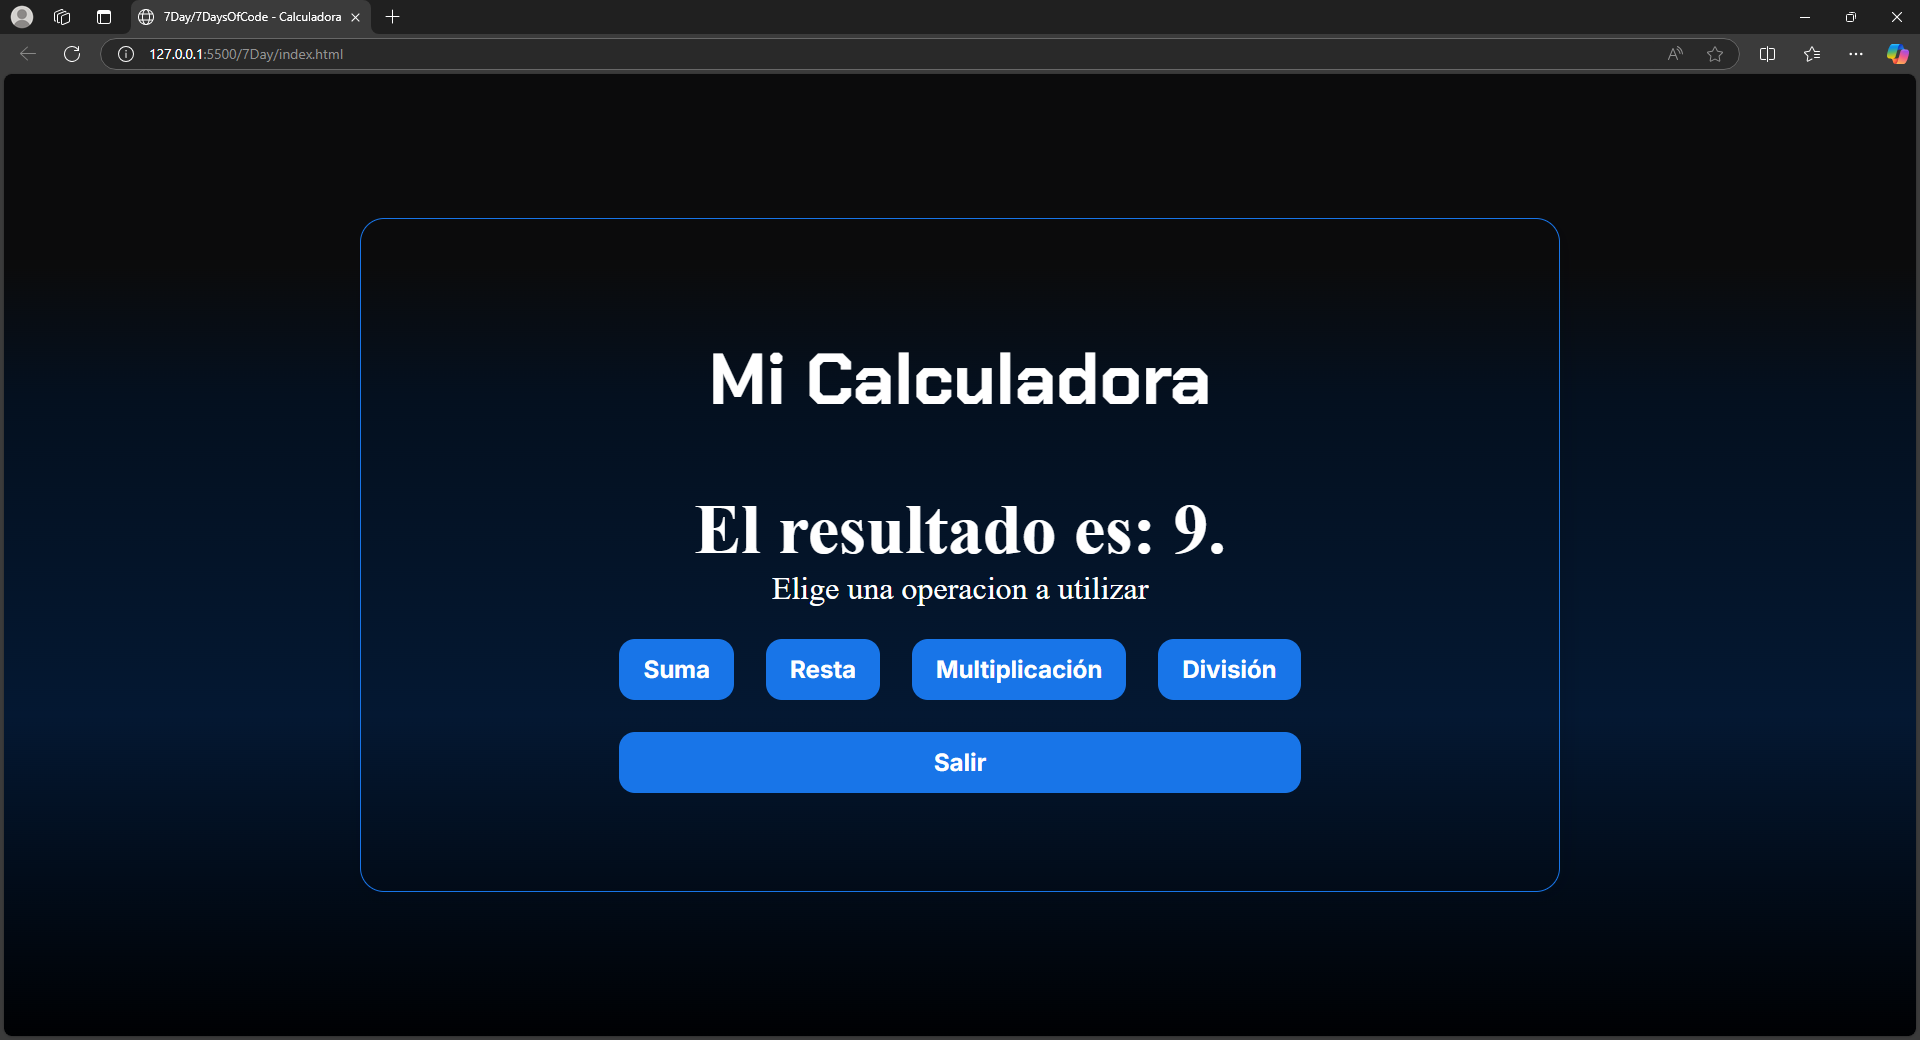 7Day/7DaysOfCode - Calculadora
127.0.0.1:5500/7Day/index.html
Mi Calculadora
El resultado es: 9.
Elige una operacion a utilizar
Suma Resta Multiplicación División
Salir